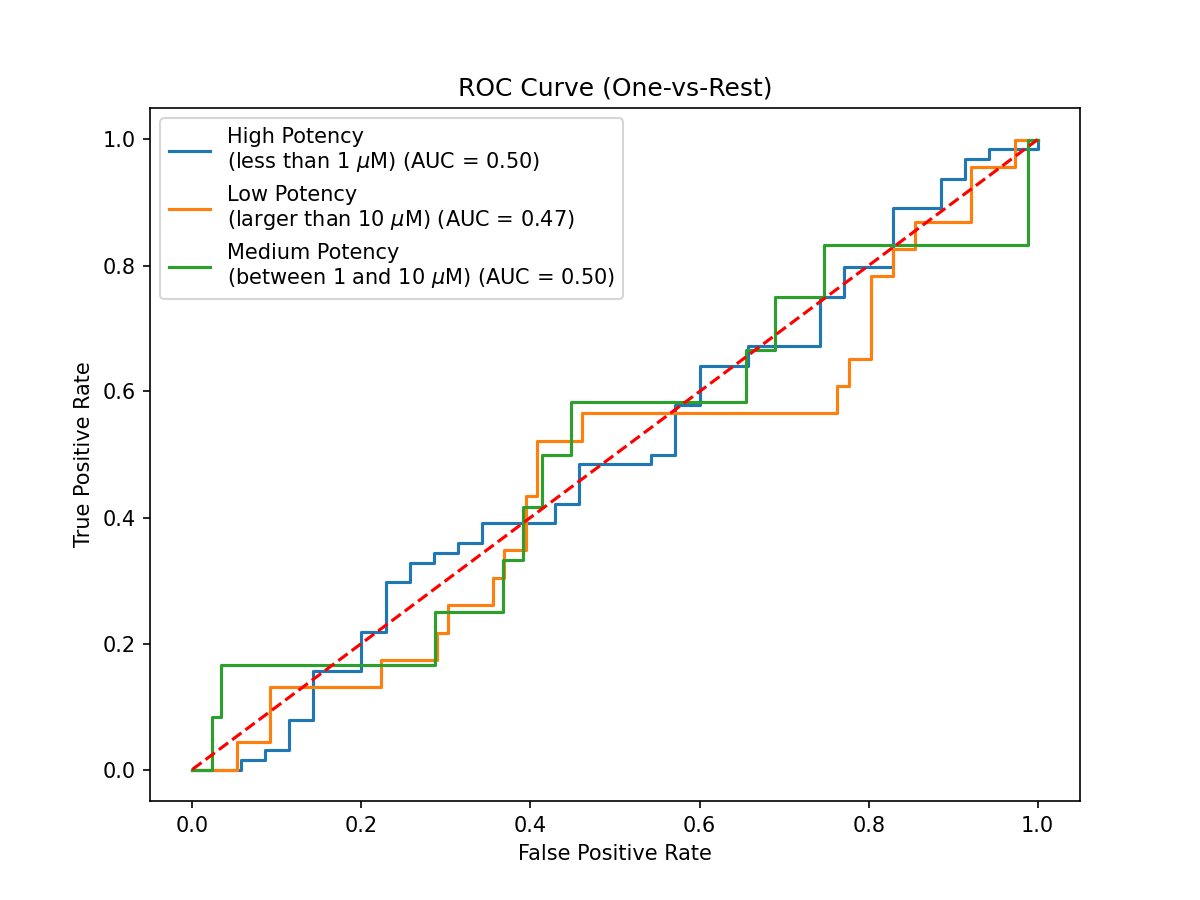 ROC Curve (One-vs-Rest)
High Potency
(less than 1 μM) (AUC = 0.50)
Low Potency
(larger than 10 μM) (AUC = 0.47)
Medium Potency
(between 1 and 10 μM) (AUC = 0.50)
True Positive Rate
1.0
0.8
0.6
0.4
0.2
0.0
0.0 0.2 0.4 0.6 0.8 1.0
False Positive Rate